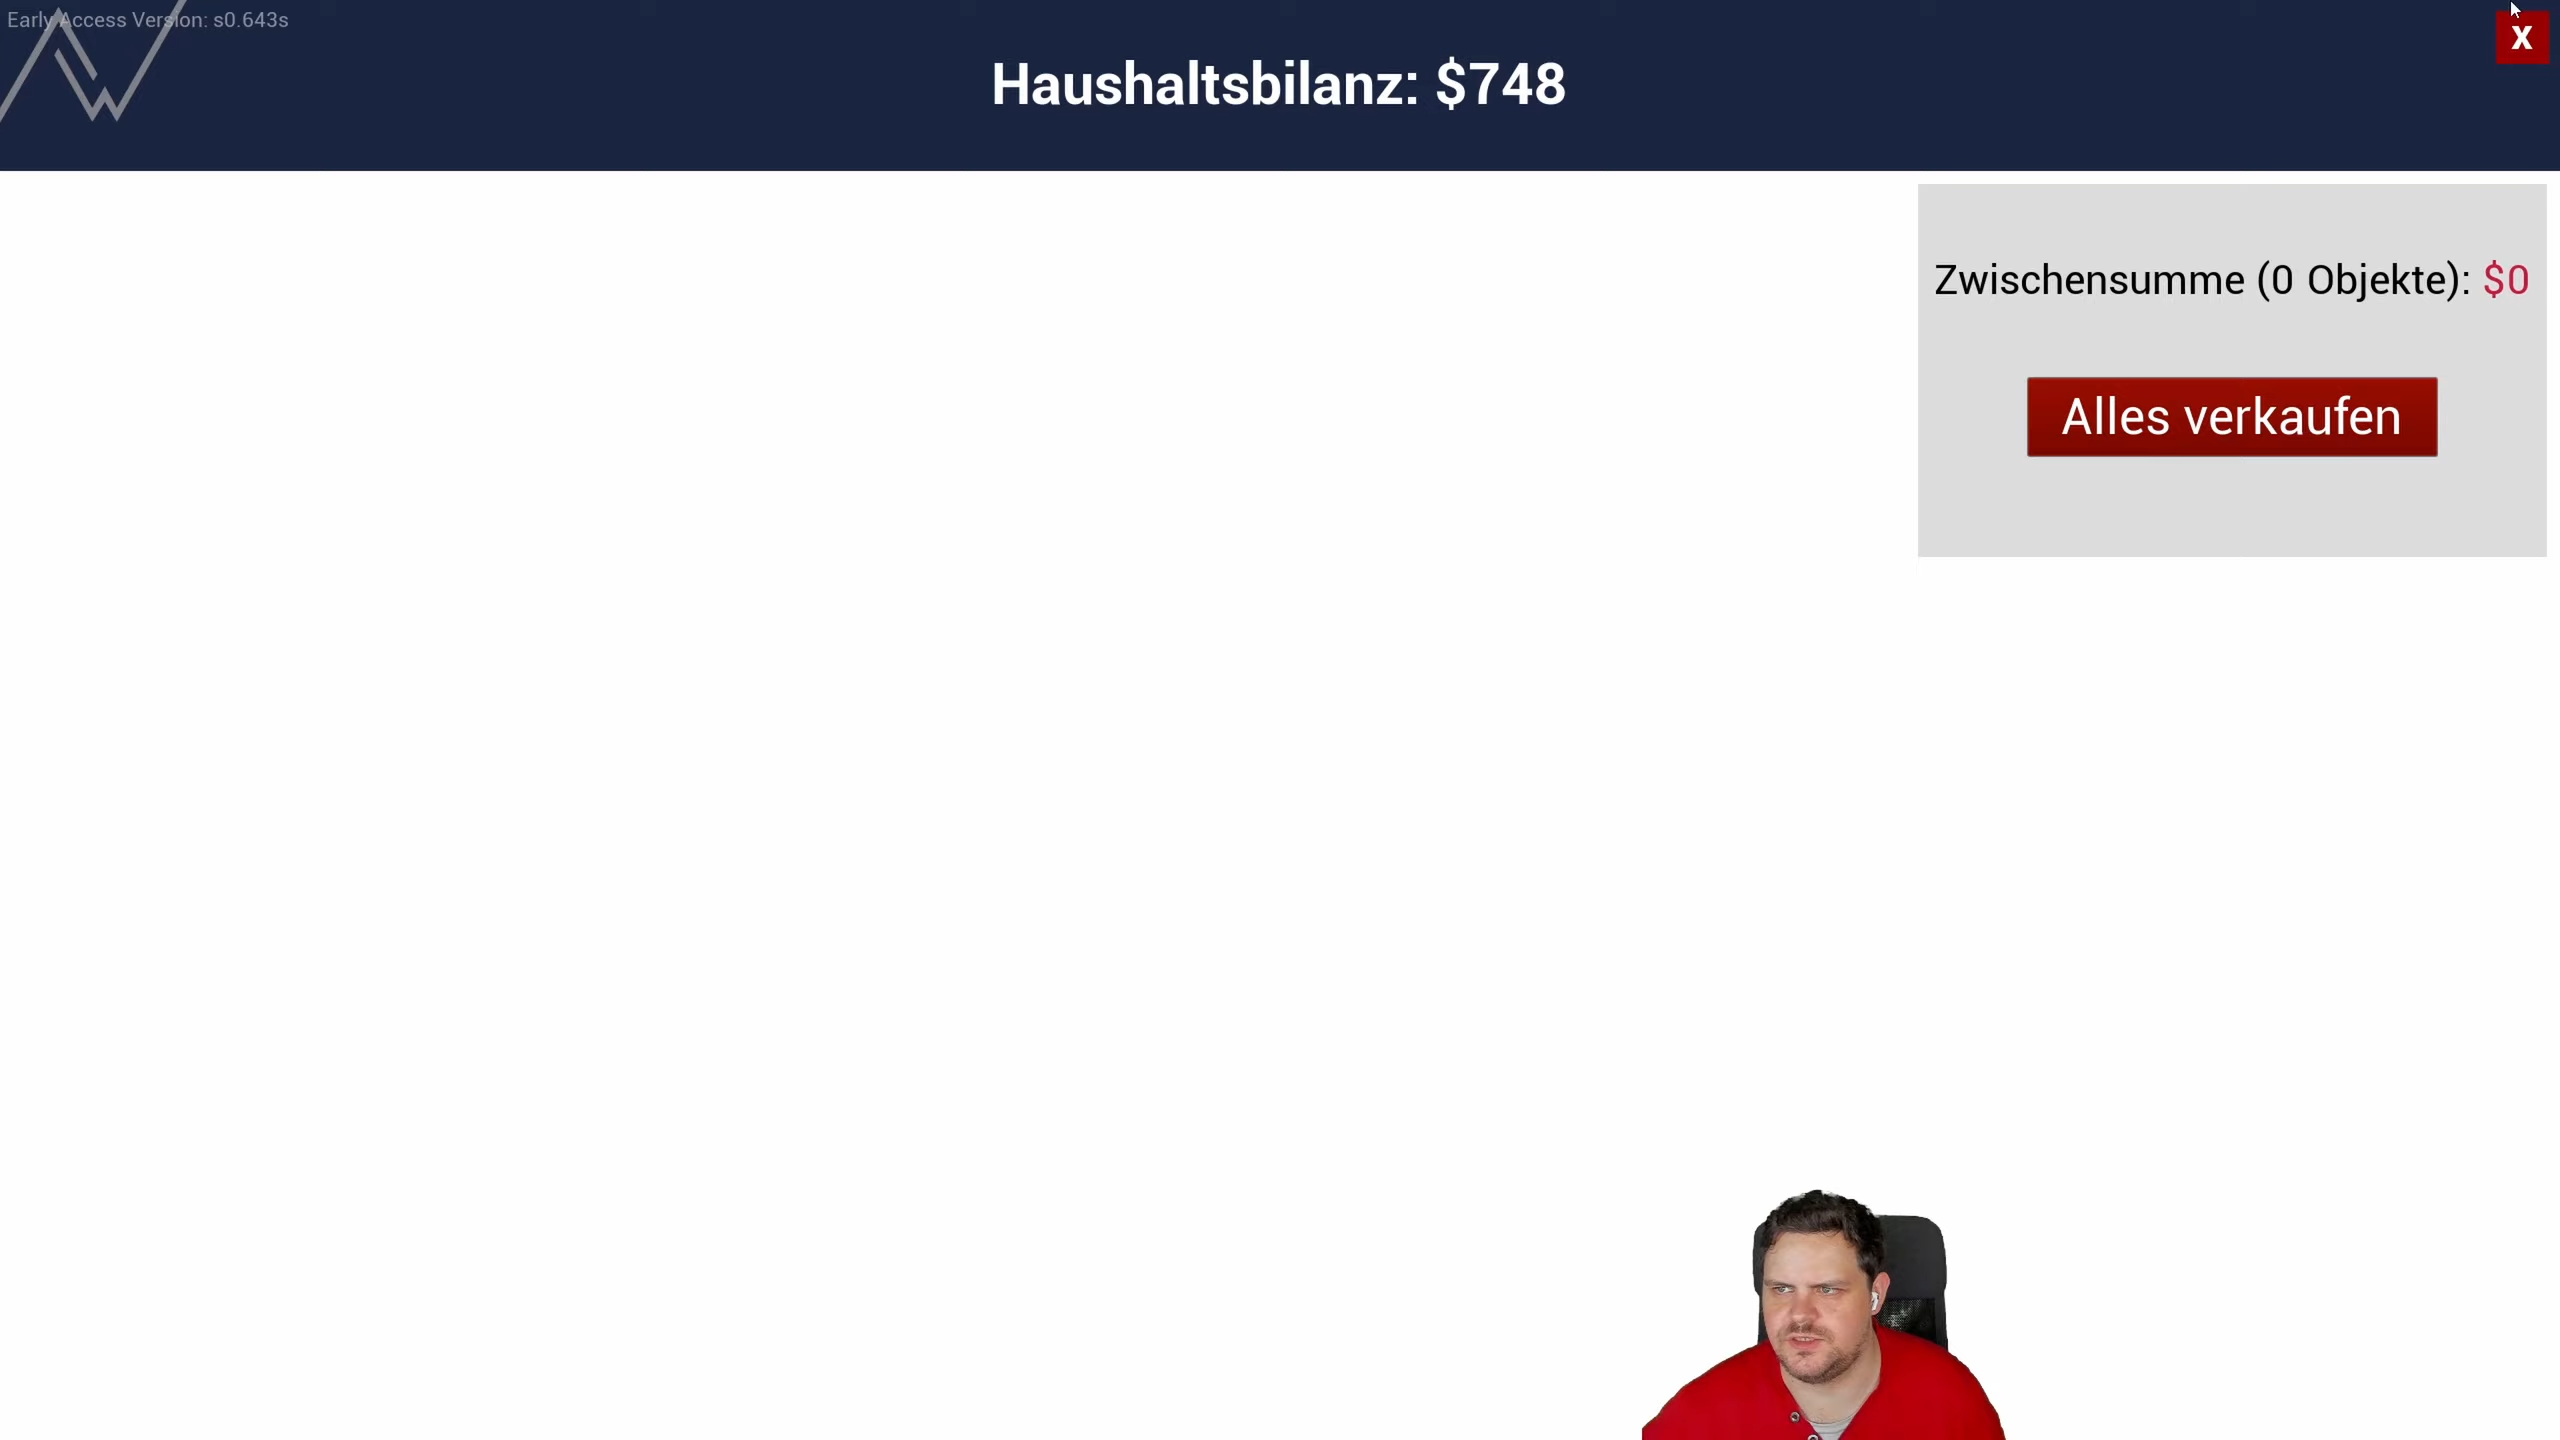 Early Access Version: s0.643s
Haushaltsbilanz: $748
X
Zwischensumme (0 Objekte): $0
Alles verkaufen